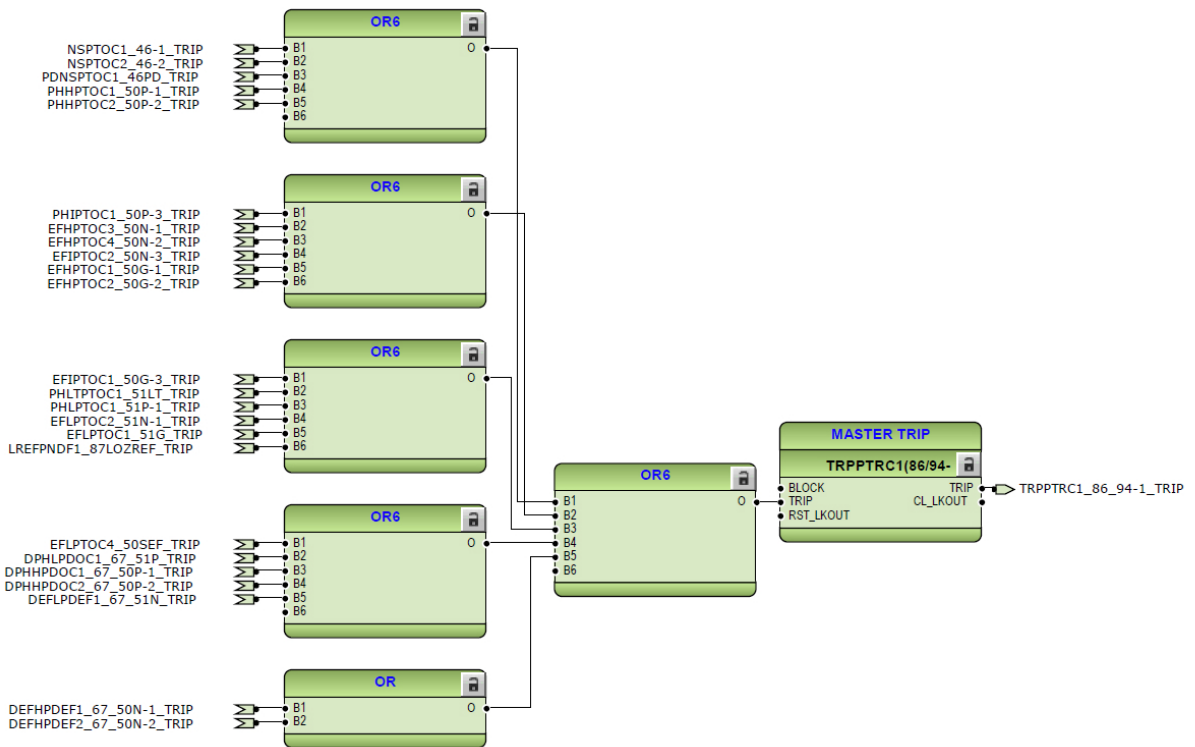 OR6
NSPTOC1_46-1_TRIP B1 O
NSPTOC2_46-2_TRIP B2
PDNSPTOC1_46PD_TRIP B3
PHHPTOC1_50P-1_TRIP B4
PHHPTOC2_50P-2_TRIP B5
B6
OR6
PHIPTOC1_50P-3_TRIP B1 O
EFHPTOC3_50N-1_TRIP B2
EFHPTOC4_50N-2_TRIP B3
EFIPTOC2_50N-3_TRIP B4
EFHPTOC1_50G-1_TRIP B5
EFHPTOC2_50G-2_TRIP B6
OR6
EFIPTOC1_50G-3_TRIP B1 O
PHLTPTOC1_51LT_TRIP B2
PHLPTOC1_51P-1_TRIP B3
EFLPTOC2_51N-1_TRIP B4
EFLPTOC1_51G_TRIP B5
LREFPNDF1_87LOZREF_TRIP B6
OR6
EFLPTOC4_50SEF_TRIP B1 O
DPHLPDOC1_67_51P_TRIP B2
DPHHPDOC1_67_50P-1_TRIP B3
DPHHPDOC2_67_50P-2_TRIP B4
DEFLPDEF1_67_51N_TRIP B5
B6
OR
DEFHPDEF1_67_50N-1_TRIP B1 O
DEFHPDEF2_67_50N-2_TRIP B2
OR6
B1 O
B2
B3
B4
B5
B6
MASTER TRIP
TRPPTRC1(86/94-
BLOCK TRIP TRPPTRC1_86_94-1_TRIP
TRIP CL_LKOUT
RST_LKOUT